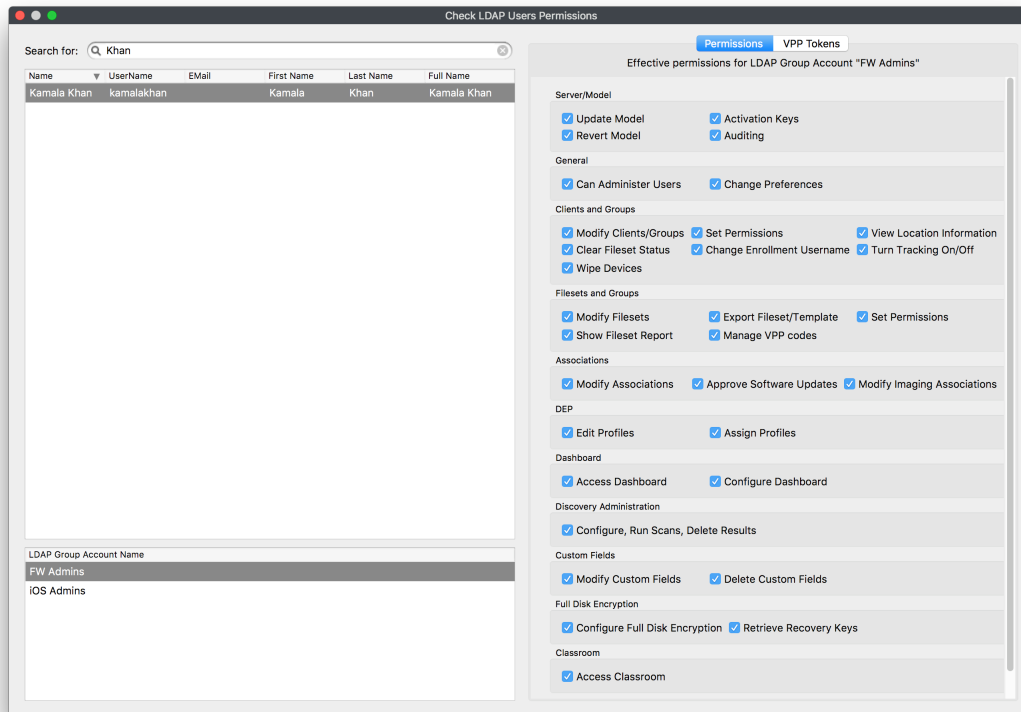 Check LDAP Users Permissions
Search for: Khan
Name UserName EMail First Name Last Name Full Name
Kamala Khan kamalakhan Kamala Khan Kamala Khan
LDAP Group Account Name
FW Admins
iOS Admins
Permissions VPP Tokens
Effective permissions for LDAP Group Account "FW Admins"
Server/Model
Update Model Activation Keys
Revert Model Auditing
General
Can Administer Users Change Preferences
Clients and Groups
Modify Clients/Groups Set Permissions View Location Information
Clear Fileset Status Change Enrollment Username Turn Tracking On/Off
Wipe Devices
Filesets and Groups
Modify Filesets Export Fileset/Template Set Permissions
Show Fileset Report Manage VPP codes
Associations
Modify Associations Approve Software Updates Modify Imaging Associations
DEP
Edit Profiles Assign Profiles
Dashboard
Access Dashboard Configure Dashboard
Discovery Administration
Configure, Run Scans, Delete Results
Custom Fields
Modify Custom Fields Delete Custom Fields
Full Disk Encryption
Configure Full Disk Encryption Retrieve Recovery Keys
Classroom
Access Classroom